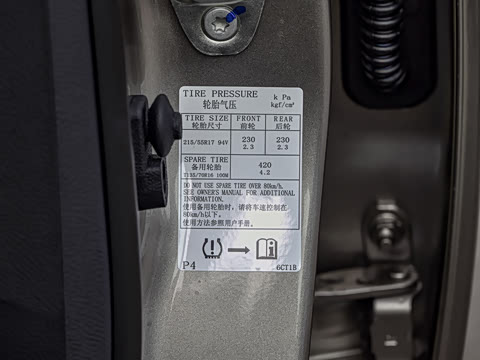 TIRE PRESSURE k Pa
轮胎气压 kgf/cm²
TIRE SIZE FRONT REAR
轮胎尺寸 前轮 后轮
215/55R17 94V 230 230
2.3 2.3
SPARE TIRE 420
备用轮胎 4.2
T135/70R16 100M
DO NOT USE SPARE TIRE OVER 80km/h.
SEE OWNER'S MANUAL FOR ADDITIONAL
INFORMATION.
使用备用轮胎时, 请将车速控制在
80km/h以下。
使用方法参照用户手册.
P4 6CT1B